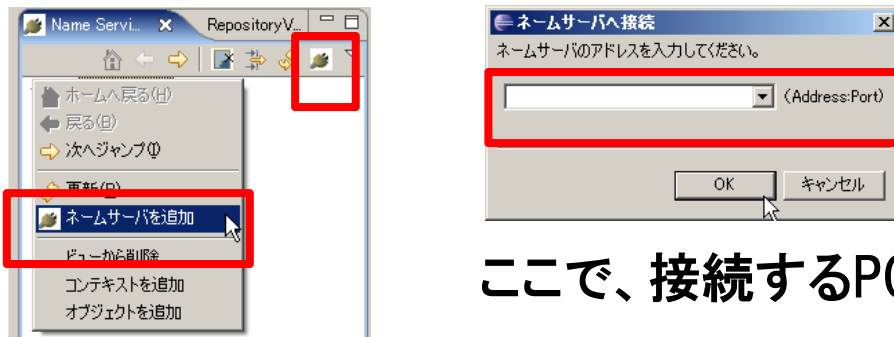 Name Servi...
RepositoryV...
ホームへ戻る(H)
戻る(B)
次へジャンプ(I)
更新(R)
ネームサーバを追加
ビューから削除
コンテキストを追加
オブジェクトを追加
ネームサーバへ接続
ネームサーバのアドレスを入力してください。
(Address:Port)
OK
キャンセル
ここで、接続するP